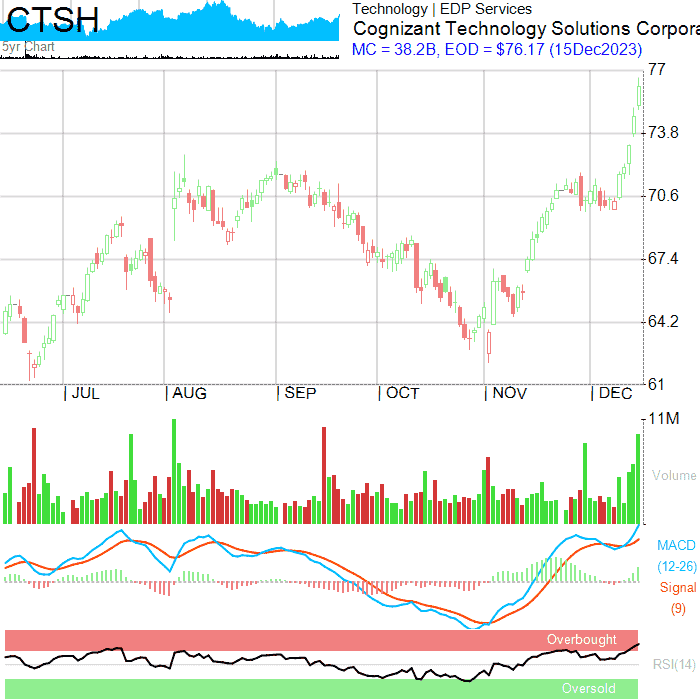 CTSH
5yr Chart
Technology | EDP Services
Cognizant Technology Solutions Corpora
MC = 38.2B, EOD = $76.17 (15Dec2023)
77
73.8
70.6
67.4
64.2
61
| JUL | AUG | SEP | OCT | NOV | DEC
11M
Volume
MACD
(12-26)
Signal
(9)
Overbought
RSI(14)
Oversold